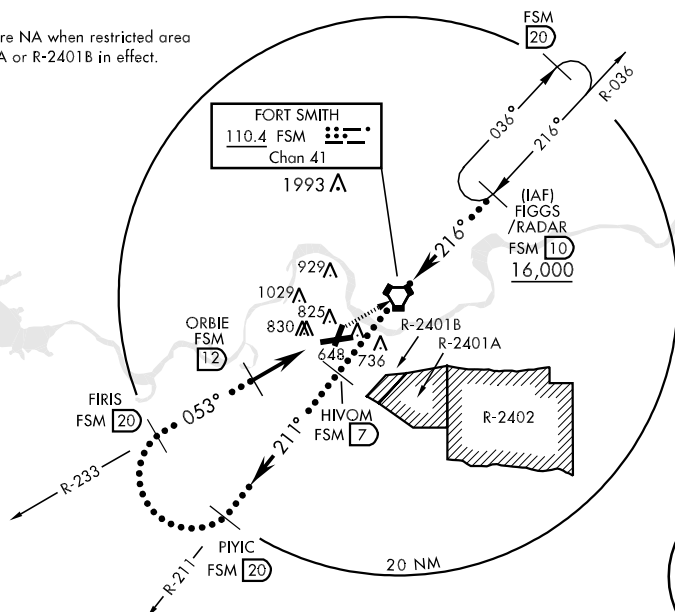 re NA when restricted area
A or R-2401B in effect.
FSM
20
R-036
036°
216°
FORT SMITH
110.4 FSM
Chan 41
1993
(IAF)
FIGGS
/RADAR
FSM 10
16,000
216°
929
1029
825
830
648
736
R-2401B
R-2401A
R-2402
ORBIE
FSM
12
HIVOM
FSM 7
FIRIS
FSM 20
053°
211°
R-233
PIYIC
FSM 20
R-211
20 NM